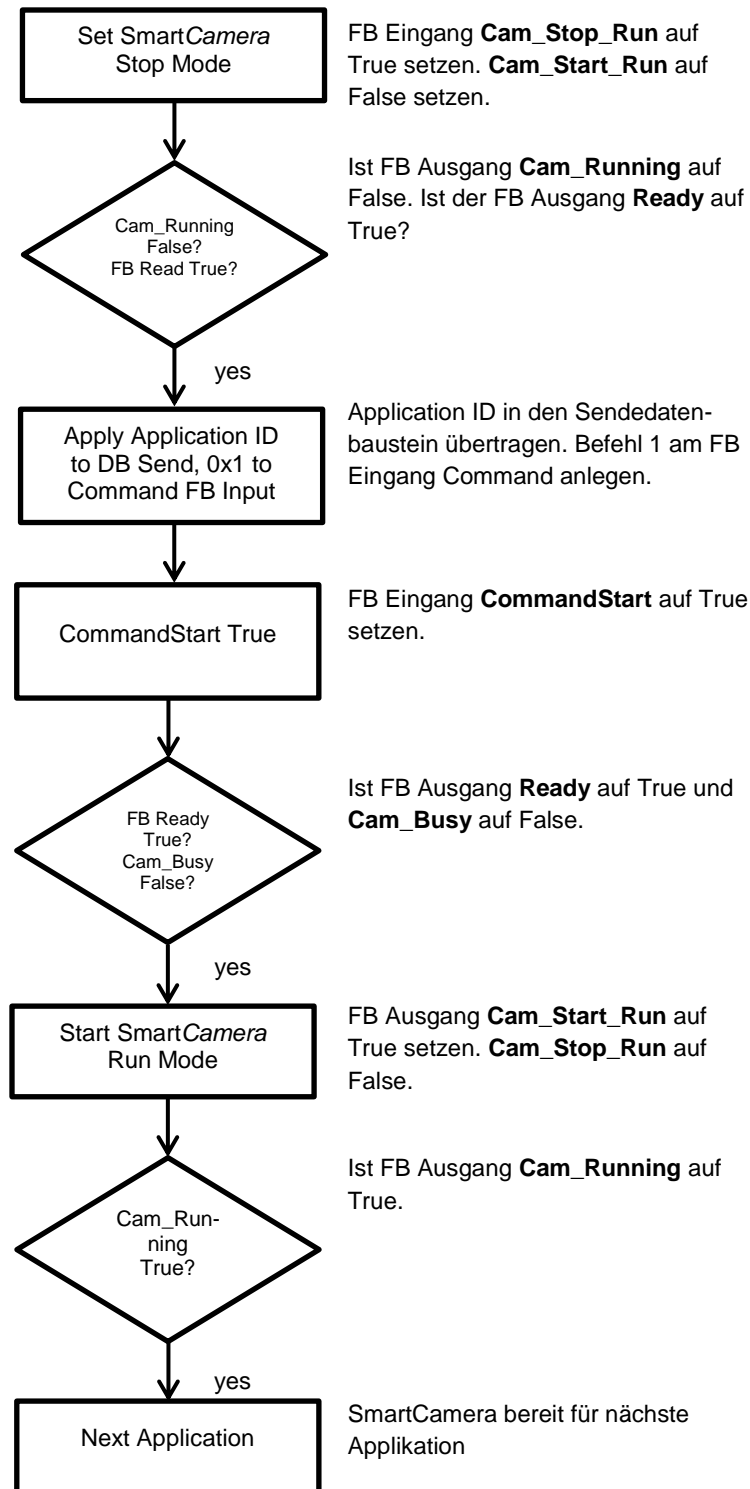 Set SmartCamera
Stop Mode
FB Eingang Cam_Stop_Run auf
True setzen. Cam_Start_Run auf
False setzen.
Cam_Running
False?
FB Read True?
Ist FB Ausgang Cam_Running auf
False. Ist der FB Ausgang Ready auf
True?
yes
Apply Application ID
to DB Send, 0x1 to
Command FB Input
Application ID in den Sendedaten-
baustein übertragen. Befehl 1 am FB
Eingang Command anlegen.
CommandStart True
FB Eingang CommandStart auf True
setzen.
FB Ready
True?
Cam_Busy
False?
Ist FB Ausgang Ready auf True und
Cam_Busy auf False.
yes
Start SmartCamera
Run Mode
FB Ausgang Cam_Start_Run auf
True setzen. Cam_Stop_Run auf
False.
Cam_Run-
ning
True?
Ist FB Ausgang Cam_Running auf
True.
yes
Next Application
SmartCamera bereit für nächste
Applikation